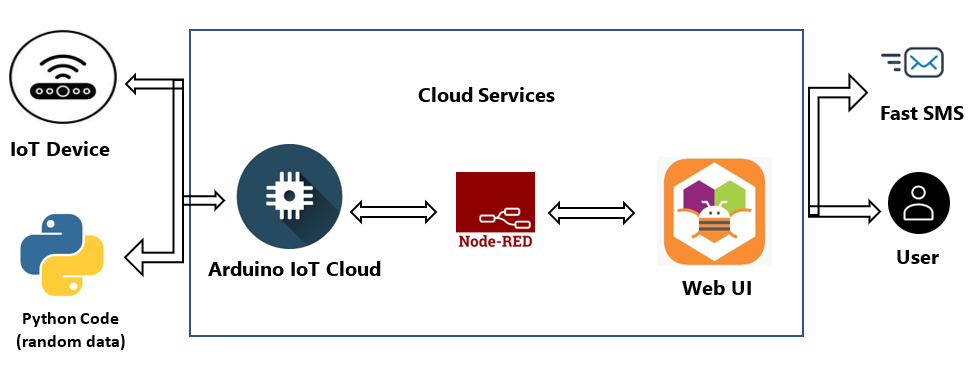 Cloud Services
IoT Device
Fast SMS
Node-RED
Arduino IoT Cloud
User
Web UI
Python Code
(random data)